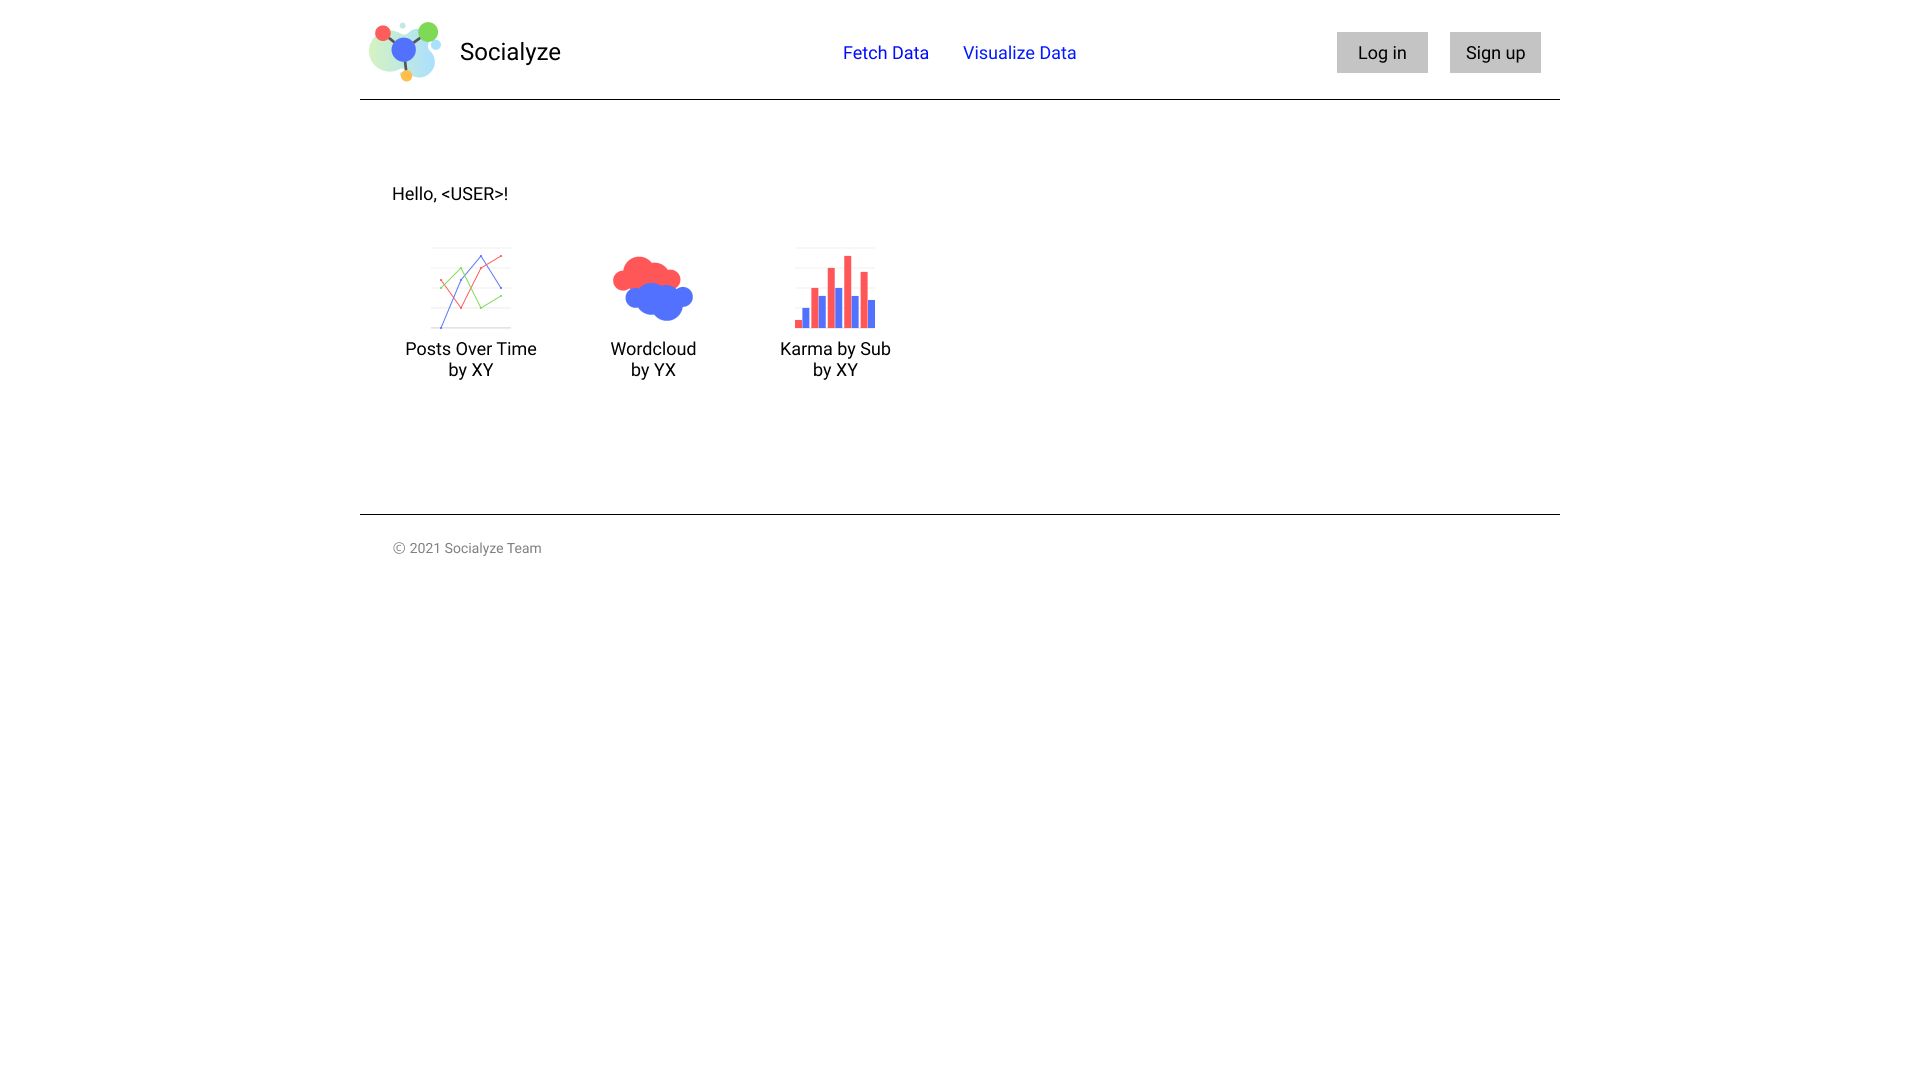 Socialyze
Fetch Data
Visualize Data
Log in
Sign up
Hello, <USER>!
Posts Over Time
by XY
Wordcloud
by YX
Karma by Sub
by XY
© 2021 Socialyze Team